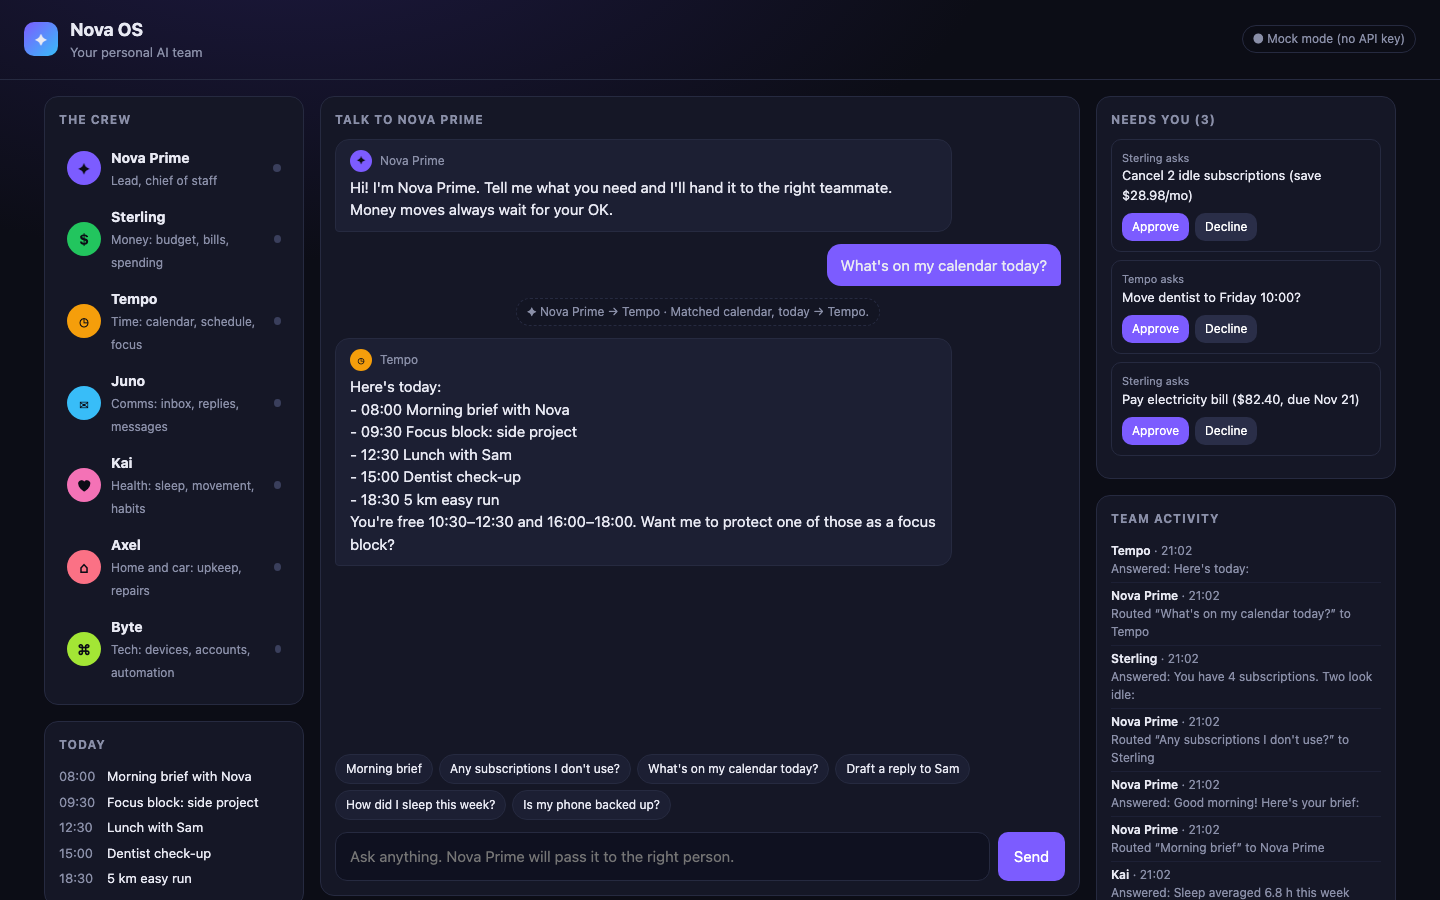 Nova OS
Your personal AI team
Mock mode (no API key)
THE CREW
Nova Prime
Lead, chief of staff
$
Sterling
Money: budget, bills,
spending
Tempo
Time: calendar, schedule,
focus
Juno
Comms: inbox, replies,
messages
Kai
Health: sleep, movement,
habits
Axel
Home and car: upkeep,
repairs
Byte
Tech: devices, accounts,
automation
TODAY
08:00 Morning brief with Nova
09:30 Focus block: side project
12:30 Lunch with Sam
15:00 Dentist check-up
18:30 5 km easy run
TALK TO NOVA PRIME
Nova Prime
Hi! I'm Nova Prime. Tell me what you need and I'll hand it to the right teammate.
Money moves always wait for your OK.
What's on my calendar today?
✦ Nova Prime → Tempo · Matched calendar, today → Tempo.
Tempo
Here's today:
- 08:00 Morning brief with Nova
- 09:30 Focus block: side project
- 12:30 Lunch with Sam
- 15:00 Dentist check-up
- 18:30 5 km easy run
You're free 10:30–12:30 and 16:00–18:00. Want me to protect one of those as a focus
block?
Morning brief
Any subscriptions I don't use?
What's on my calendar today?
Draft a reply to Sam
How did I sleep this week?
Is my phone backed up?
Ask anything. Nova Prime will pass it to the right person.
Send
NEEDS YOU (3)
Sterling asks
Cancel 2 idle subscriptions (save
$28.98/mo)
Approve Decline
Tempo asks
Move dentist to Friday 10:00?
Approve Decline
Sterling asks
Pay electricity bill ($82.40, due Nov 21)
Approve Decline
TEAM ACTIVITY
Tempo · 21:02
Answered: Here's today:
Nova Prime · 21:02
Routed “What's on my calendar today?” to
Tempo
Sterling · 21:02
Answered: You have 4 subscriptions. Two look
idle:
Nova Prime · 21:02
Routed “Any subscriptions I don't use?” to
Sterling
Nova Prime · 21:02
Answered: Good morning! Here's your brief:
Nova Prime · 21:02
Routed “Morning brief” to Nova Prime
Kai · 21:02
Answered: Sleep averaged 6.8 h this week